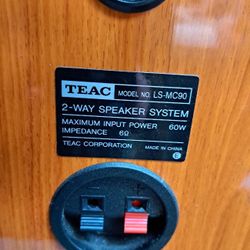 TEAC MODEL NO. LS-MC90
2-WAY SPEAKER SYSTEM
MAXIMUM INPUT POWER 60W
IMPEDANCE 6Ω
TEAC CORPORATION MADE IN CHINA
E
- +